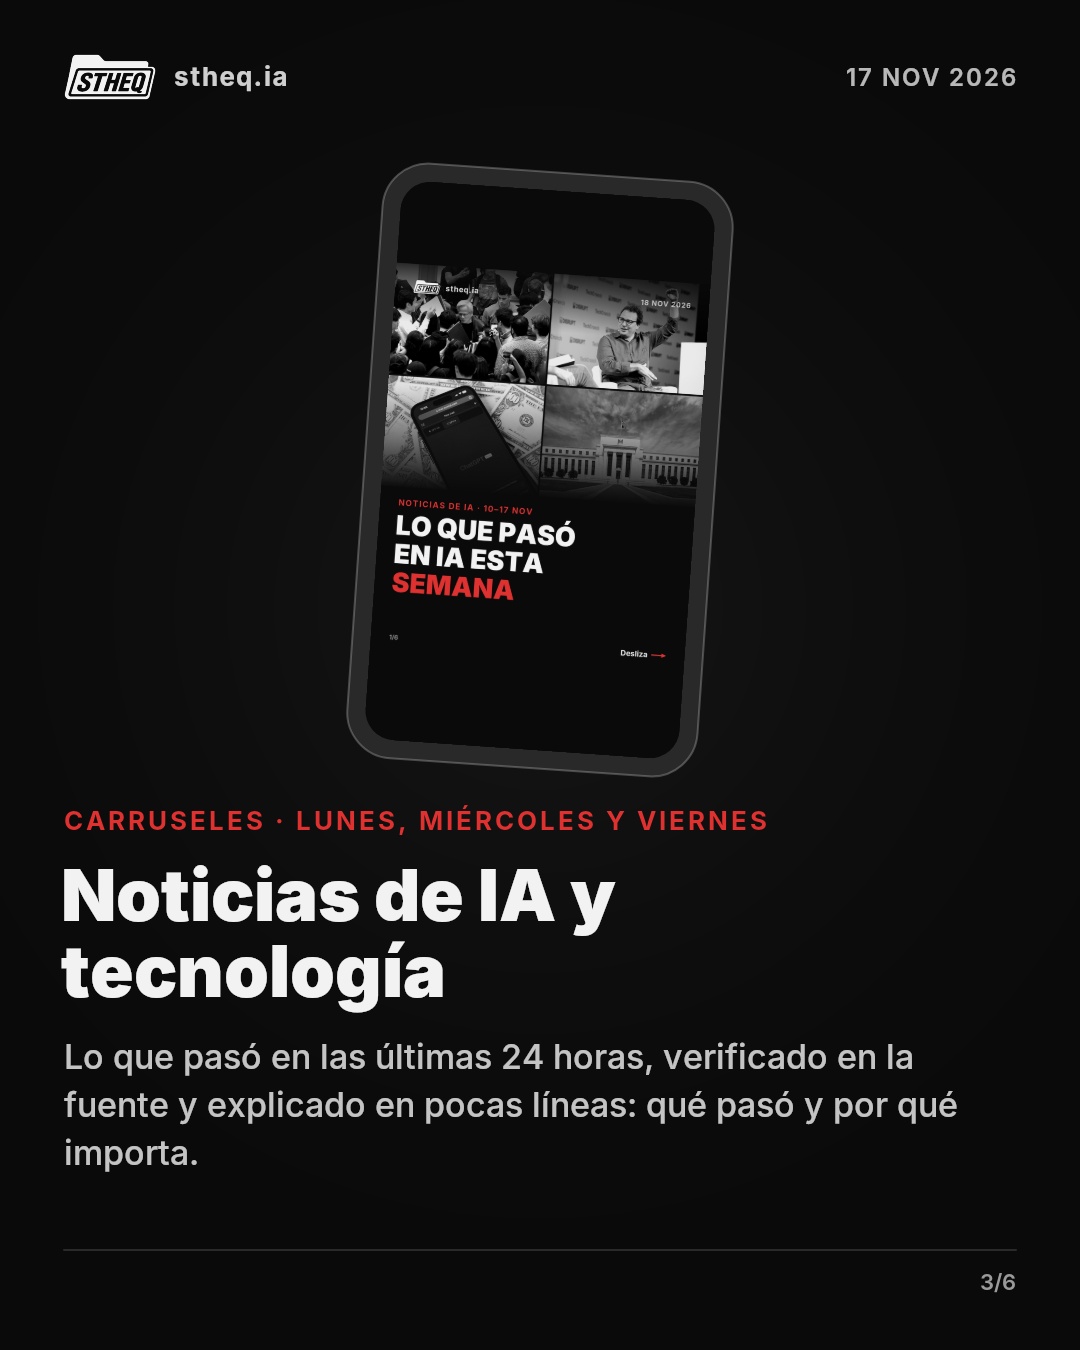 STHEQ stheq.ia
17 NOV 2026
STHEQ stheq.ia
18 NOV 2026
NOTICIAS DE IA · 10–17 NOV
LO QUE PASÓ
EN IA ESTA
SEMANA
1/6
Desliza
CARRUSELES · LUNES, MIÉRCOLES Y VIERNES
Noticias de IA y
tecnología
Lo que pasó en las últimas 24 horas, verificado en la
fuente y explicado en pocas líneas: qué pasó y por qué
importa.
3/6